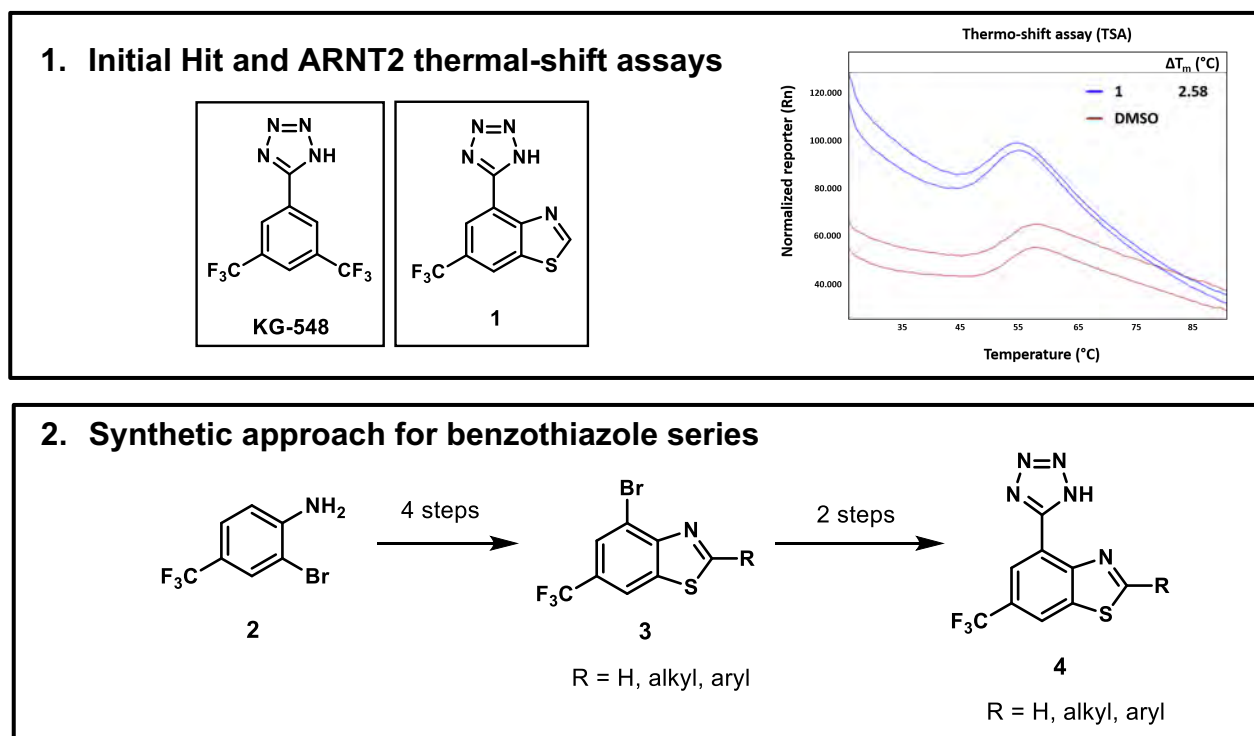 1. Initial Hit and ARNT2 thermal-shift assays
N=N
N NH
F3C CF3
KG-548
N=N
N NH
N
S
F3C
1
Thermo-shift assay (TSA)
ΔTm (°C)
1 2.58
DMSO
Normalized reporter (Rn)
120.000
100.000
80.000
60.000
40.000
35 45 55 65 75 85
Temperature (°C)
2. Synthetic approach for benzothiazole series
NH2
Br
F3C
2
4 steps
Br
N
R
S
F3C
3
R = H, alkyl, aryl
2 steps
N=N
N NH
N
R
S
F3C
4
R = H, alkyl, aryl